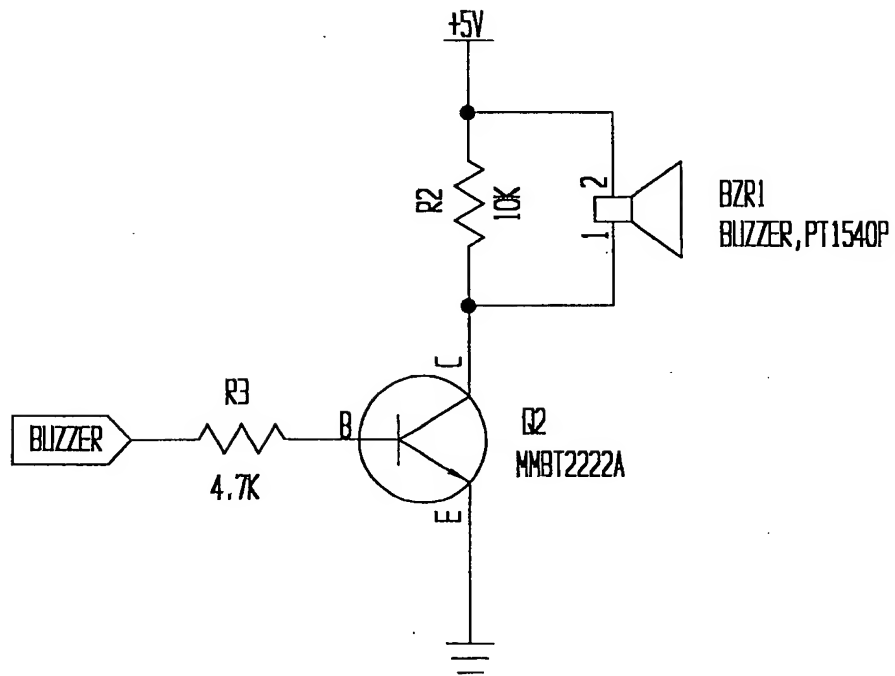 +5V
R2
10K
2
1
BZR1
BUZZER,PT1540P
C
R3
B
Q2
BUZZER
MMBT2222A
4.7K
E